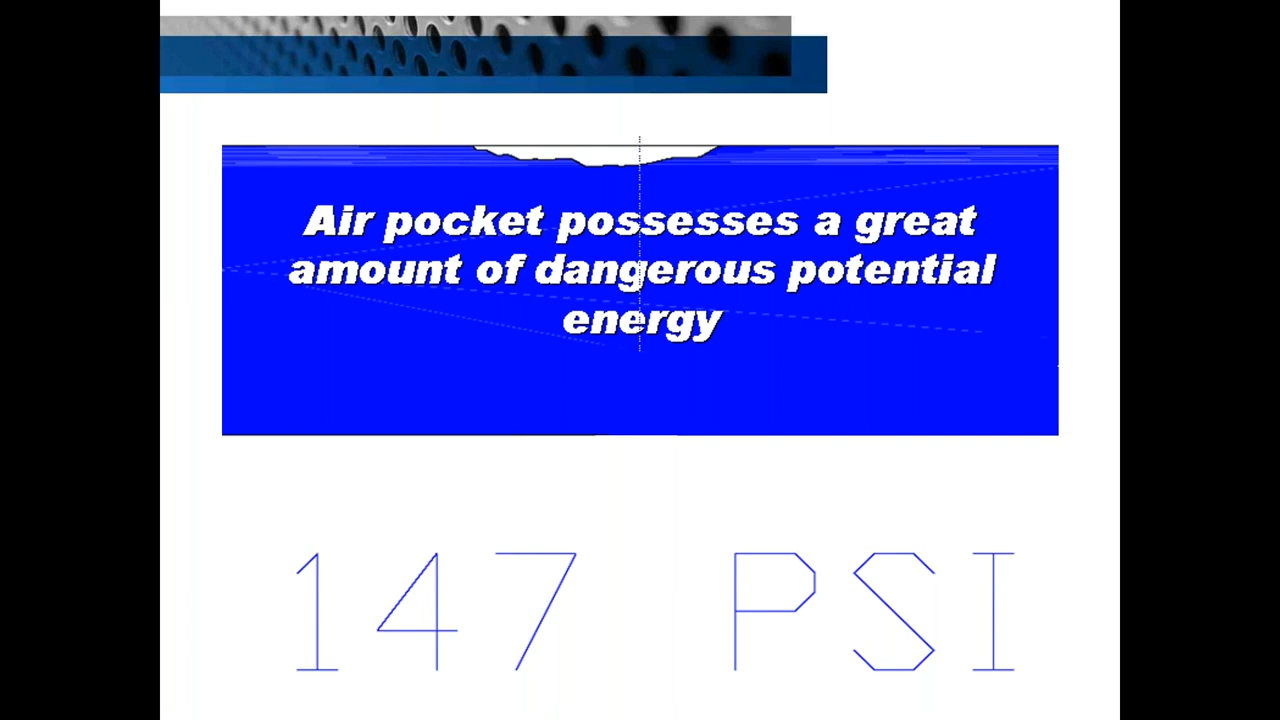 Air pocket possesses a great
amount of dangerous potential
energy
147 PSI